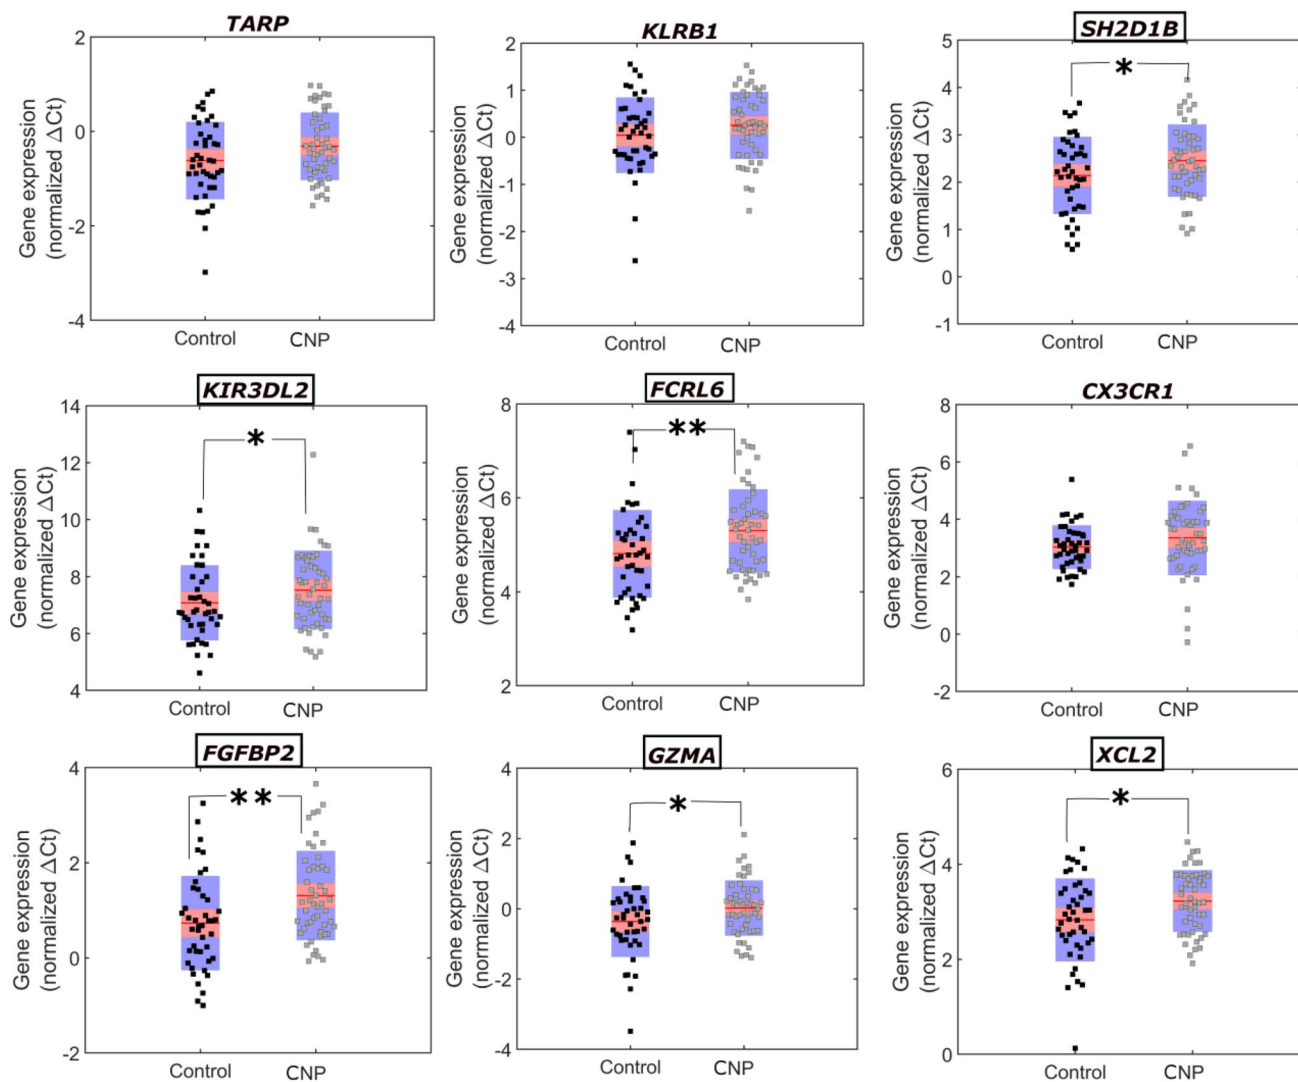 TARP
KLRB1
SH2D1B
Gene expression
(normalized ΔCt)
2
0
-2
-4
Control
CNP
Gene expression
(normalized ΔCt)
2
1
0
-1
-2
-3
-4
Control
CNP
Gene expression
(normalized ΔCt)
5
4
3
2
1
0
-1
*
Control
CNP
KIR3DL2
FCRL6
CX3CR1
Gene expression
(normalized ΔCt)
14
12
10
8
6
4
*
Control
CNP
Gene expression
(normalized ΔCt)
8
6
4
2
**
Control
CNP
Gene expression
(normalized ΔCt)
8
6
4
2
0
-2
Control
CNP
FGFBP2
GZMA
XCL2
Gene expression
(normalized ΔCt)
4
2
0
-2
**
Control
CNP
Gene expression
(normalized ΔCt)
4
2
0
-2
-4
*
Control
CNP
Gene expression
(normalized ΔCt)
6
4
2
0
*
Control
CNP